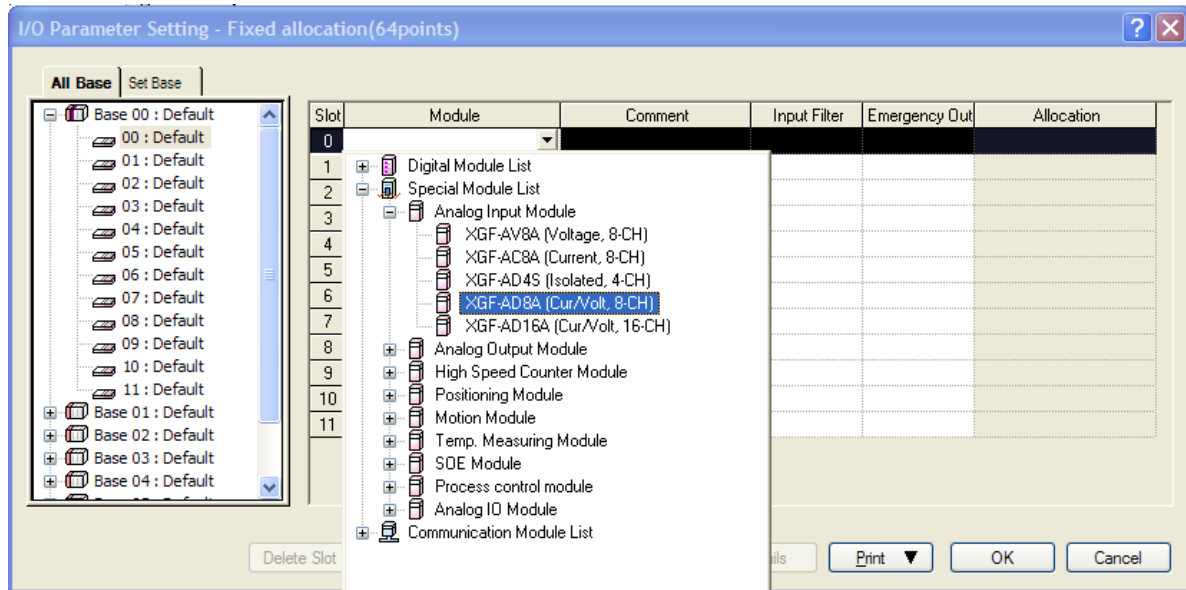 I/O Parameter Setting - Fixed allocation(64points)
All Base Set Base
Base 00 : Default
00 : Default
01 : Default
02 : Default
03 : Default
04 : Default
05 : Default
06 : Default
07 : Default
08 : Default
09 : Default
10 : Default
11 : Default
Base 01 : Default
Base 02 : Default
Base 03 : Default
Base 04 : Default
Slot Module Comment Input Filter Emergency Out Allocation
0
1
2
3
4
5
6
7
8
9
10
11
Digital Module List
Special Module List
Analog Input Module
XGF-AV8A (Voltage, 8-CH)
XGF-AC8A (Current, 8-CH)
XGF-AD4S (Isolated, 4-CH)
XGF-AD8A (Cur/Volt, 8-CH)
XGF-AD16A (Cur/Volt, 16-CH)
Analog Output Module
High Speed Counter Module
Positioning Module
Motion Module
Temp. Measuring Module
SOE Module
Process control module
Analog IO Module
Communication Module List
Delete Slot ils Print OK Cancel